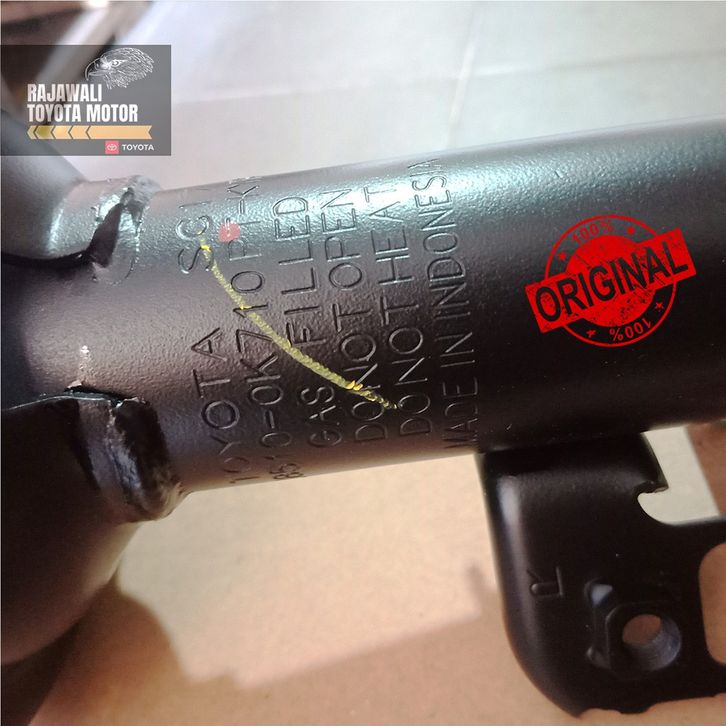 RAJAWALI
TOYOTA MOTOR
TOYOTA
TOYOTA
GAS FILLED
DO NOT OPEN
DO NOT HEAT
MADE IN INDONESIA
100%
ORIGINAL
100%
R